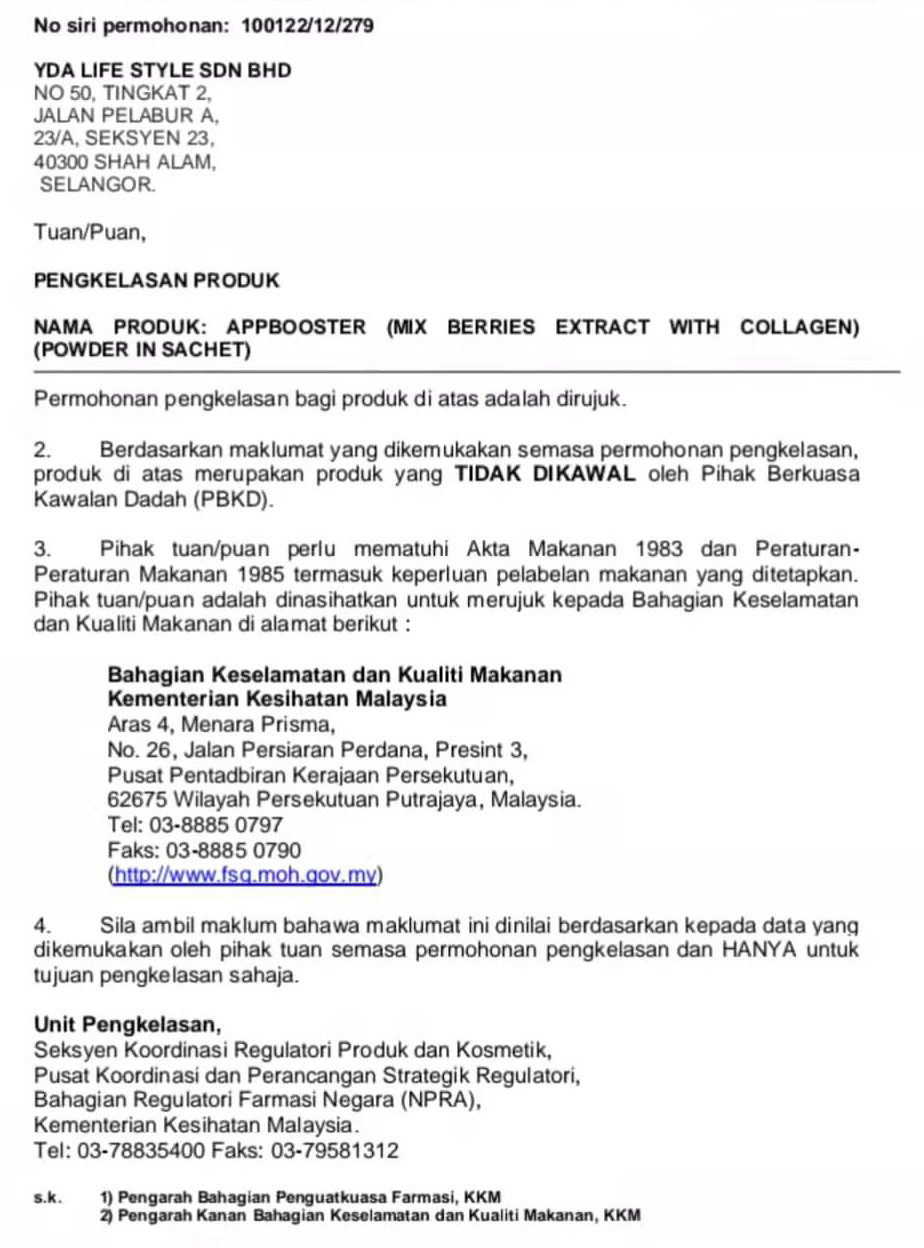 No siri permohonan: 100122/12/279
YDA LIFE STYLE SDN BHD
NO 50, TINGKAT 2,
JALAN PELABUR A,
23/A, SEKSYEN 23,
40300 SHAH ALAM,
SELANGOR.
Tuan/Puan,
PENGKELASAN PRODUK
NAMA PRODUK: APPBOOSTER (MIX BERRIES EXTRACT WITH COLLAGEN)
(POWDER IN SACHET)
Permohonan pengkelasan bagi produk di atas adalah dirujuk.
2. Berdasarkan maklumat yang dikemukakan semasa permohonan pengkelasan,
produk di atas merupakan produk yang TIDAK DIKAWAL oleh Pihak Berkuasa
Kawalan Dadah (PBKD).
3. Pihak tuan/puan perlu mematuhi Akta Makanan 1983 dan Peraturan-
Peraturan Makanan 1985 termasuk keperluan pelabelan makanan yang ditetapkan.
Pihak tuan/puan adalah dinasihatkan untuk merujuk kepada Bahagian Keselamatan
dan Kualiti Makanan di alamat berikut :
Bahagian Keselamatan dan Kualiti Makanan
Kementerian Kesihatan Malaysia
Aras 4, Menara Prisma,
No. 26, Jalan Persiaran Perdana, Presint 3,
Pusat Pentadbiran Kerajaan Persekutuan,
62675 Wilayah Persekutuan Putrajaya, Malaysia.
Tel: 03-8885 0797
Faks: 03-8885 0790
(http://www.fsq.moh.gov.my)
4. Sila ambil maklum bahawa maklumat ini dinilai berdasarkan kepada data yang
dikemukakan oleh pihak tuan semasa permohonan pengkelasan dan HANYA untuk
tujuan pengkelasan sahaja.
Unit Pengkelasan,
Seksyen Koordinasi Regulatori Produk dan Kosmetik,
Pusat Koordinasi dan Perancangan Strategik Regulatori,
Bahagian Regulatori Farmasi Negara (NPRA),
Kementerian Kesihatan Malaysia.
Tel: 03-78835400 Faks: 03-79581312
s.k. 1) Pengarah Bahagian Penguatkuasa Farmasi, KKM
2) Pengarah Kanan Bahagian Keselamatan dan Kualiti Makanan, KKM